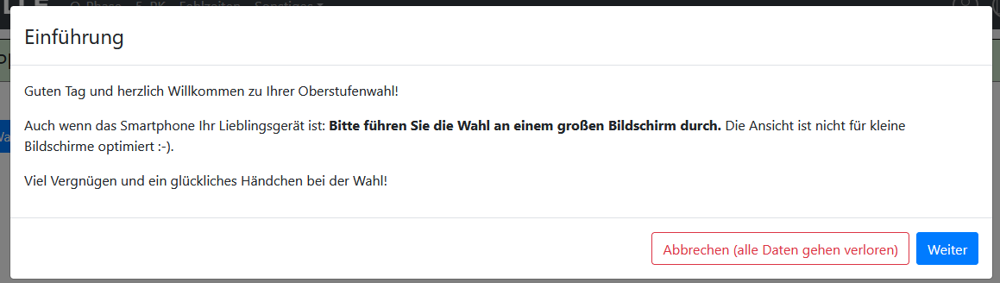 Q-Phase E-PK Fehlzeiten Sonstiges
Einführung
Guten Tag und herzlich Willkommen zu Ihrer Oberstufenwahl!
Auch wenn das Smartphone Ihr Lieblingsgerät ist: Bitte führen Sie die Wahl an einem großen Bildschirm durch. Die Ansicht ist nicht für kleine
Bildschirme optimiert :-).
Viel Vergnügen und ein glückliches Händchen bei der Wahl!
Abbrechen (alle Daten gehen verloren) Weiter